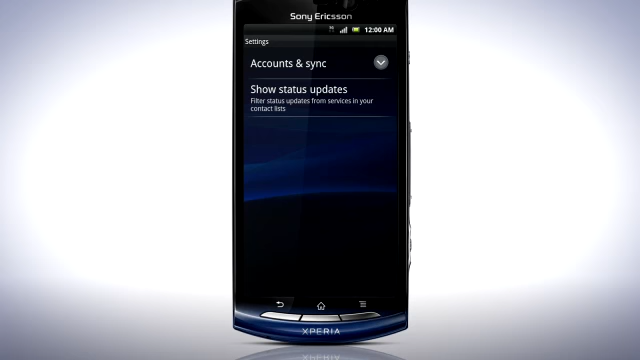 Sony Ericsson
12:00 AM
Settings
Accounts & sync
Show status updates
Filter status updates from services in your
contact lists
XPERIA